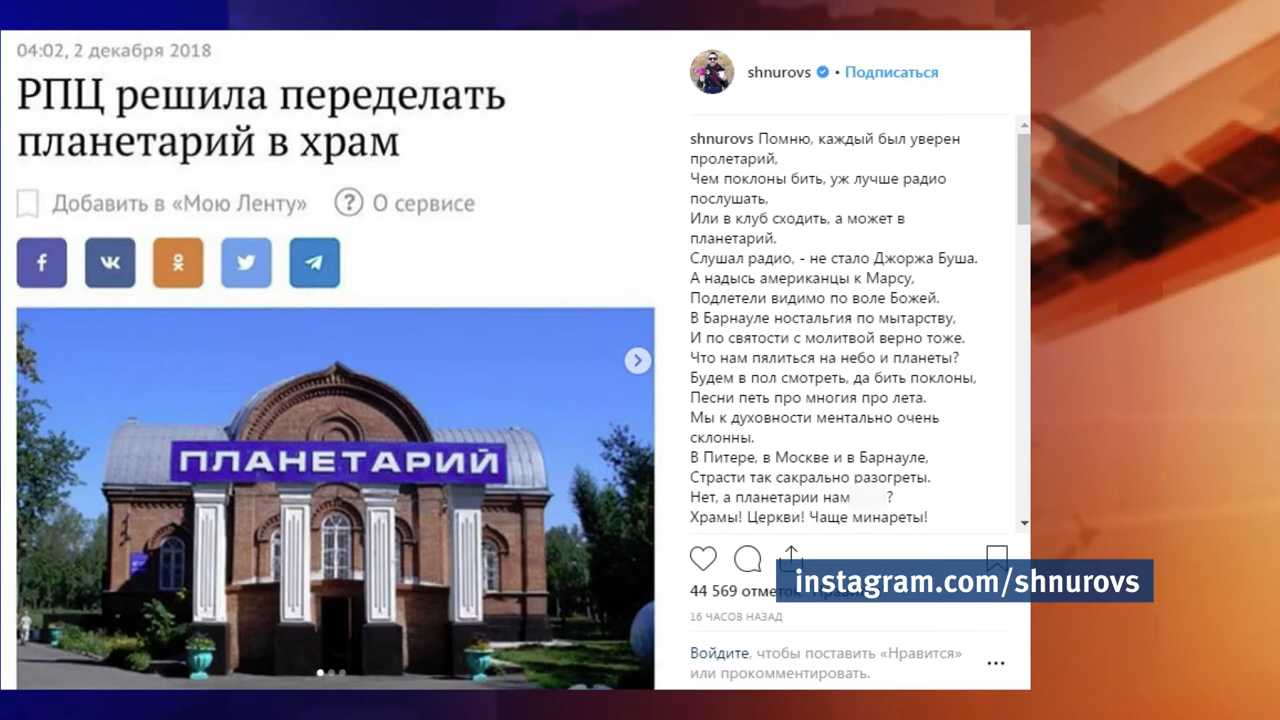 04:02, 2 декабря 2018
РПЦ решила переделать
планетарий в храм
Добавить в «Мою Ленту»
? О сервисе
ПЛАНЕТАРИЙ
shnurovs • Подписаться
shnurovs Помню, каждый был уверен
пролетарий,
Чем поклоны бить, уж лучше радио
послушать,
Или в клуб сходить, а может в
планетарий.
Слушал радио, - не стало Джоржа Буша.
А надысь американцы к Марсу,
Подлетели видимо по воле Божей.
В Барнауле ностальгия по мытарству,
И по святости с молитвой верно тоже.
Что нам пялиться на небо и планеты?
Будем в пол смотреть, да бить поклоны,
Песни петь про многия про лета.
Мы к духовности ментально очень
склонны.
В Питере, в Москве и в Барнауле,
Страсти так сакрально разогреты.
Нет, а планетарии нам ?
Храмы! Церкви! Чаще минареты!
44 569
instagram.com/shnurovs
16 ЧАСОВ НАЗАД
Войдите, чтобы поставить «Нравится»
или прокомментировать.